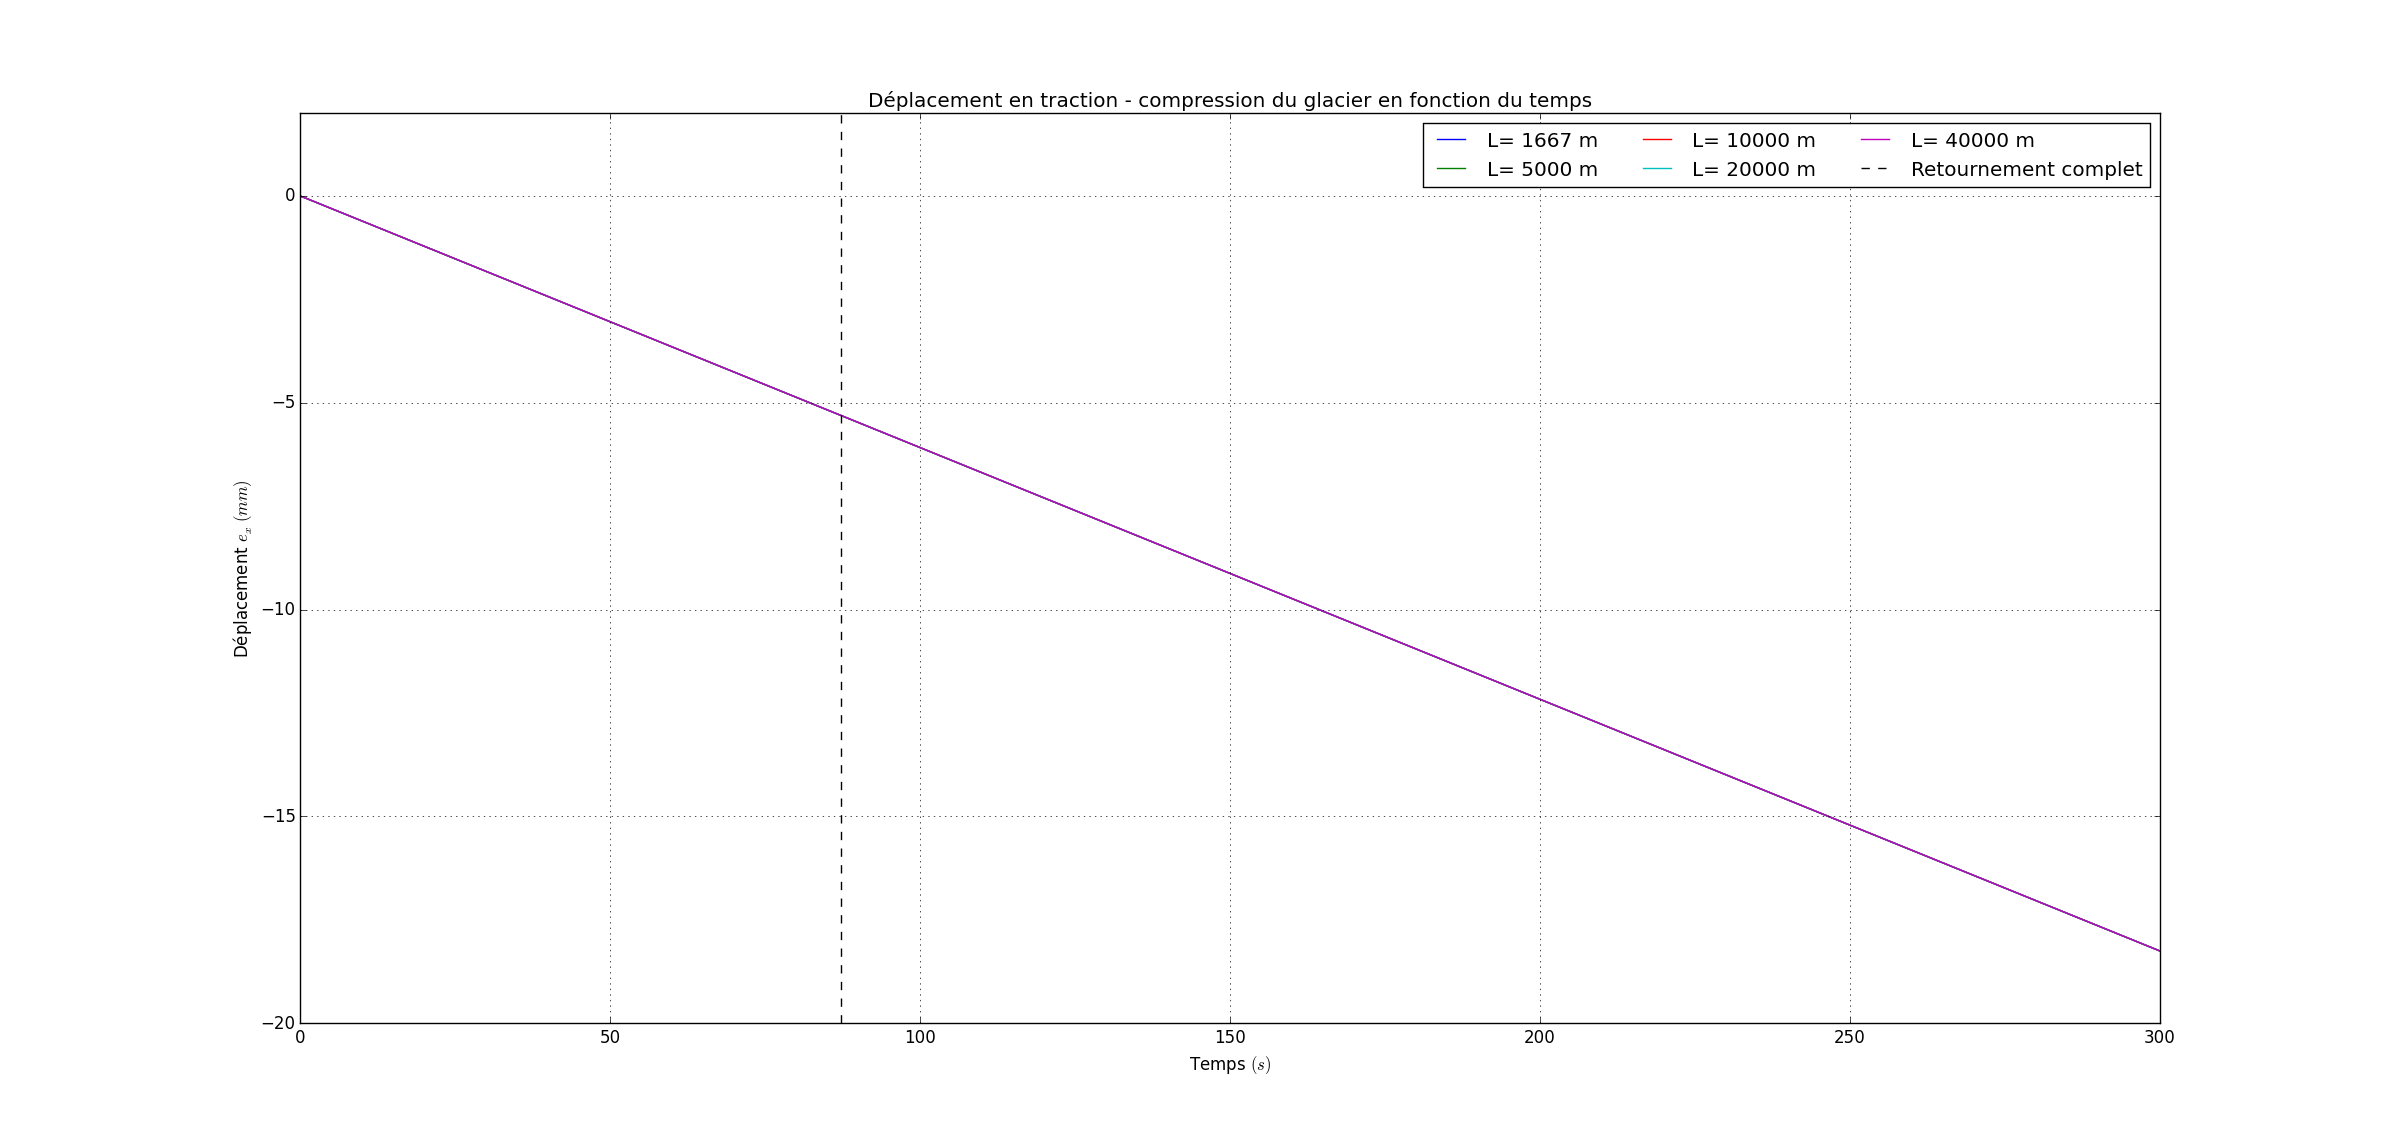 Déplacement en traction - compression du glacier en fonction du temps
L= 1667 m
L= 5000 m
L= 10000 m
L= 20000 m
L= 40000 m
Retournement complet
0
−5
−10
−15
−20
Déplacement eₓ (mm)
0 50 100 150 200 250 300
Temps (s)